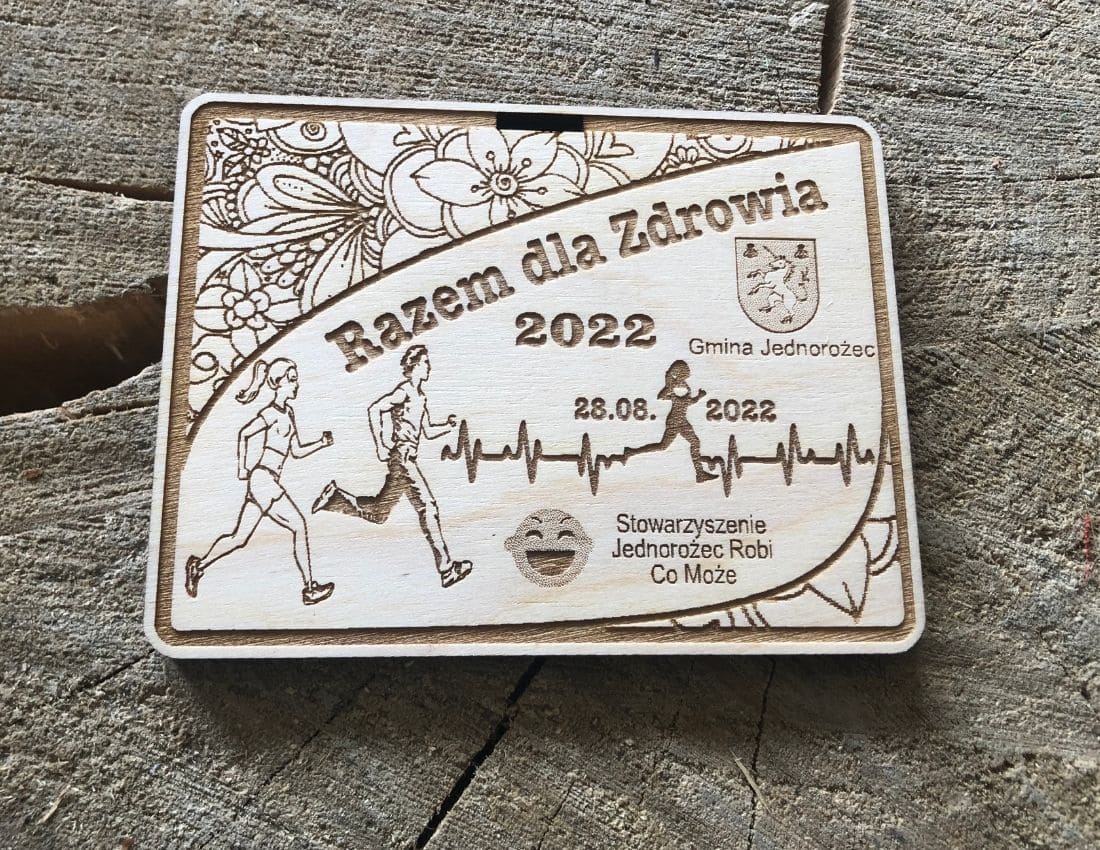 Razem dla Zdrowia
2022
Gmina Jednorożec
28.08. 2022
Stowarzyszenie
Jednorożec Robi
Co Może